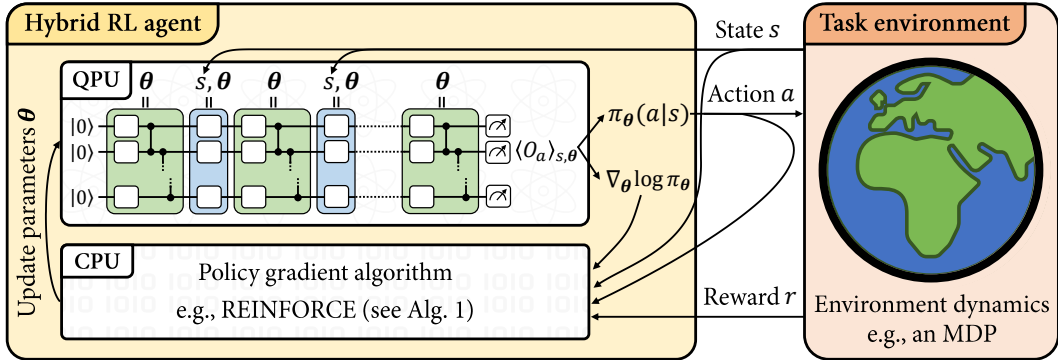 Hybrid RL agent
State s
Task environment
QPU
θ
s, θ
θ
s, θ
θ
|0⟩
|0⟩
|0⟩
⟨Oₐ⟩ₛ,𝜽
π𝜽(a|s)
∇𝜽 log π𝜽
Action a
Update parameters θ
CPU
Policy gradient algorithm
e.g., REINFORCE (see Alg. 1)
Reward r
Environment dynamics
e.g., an MDP